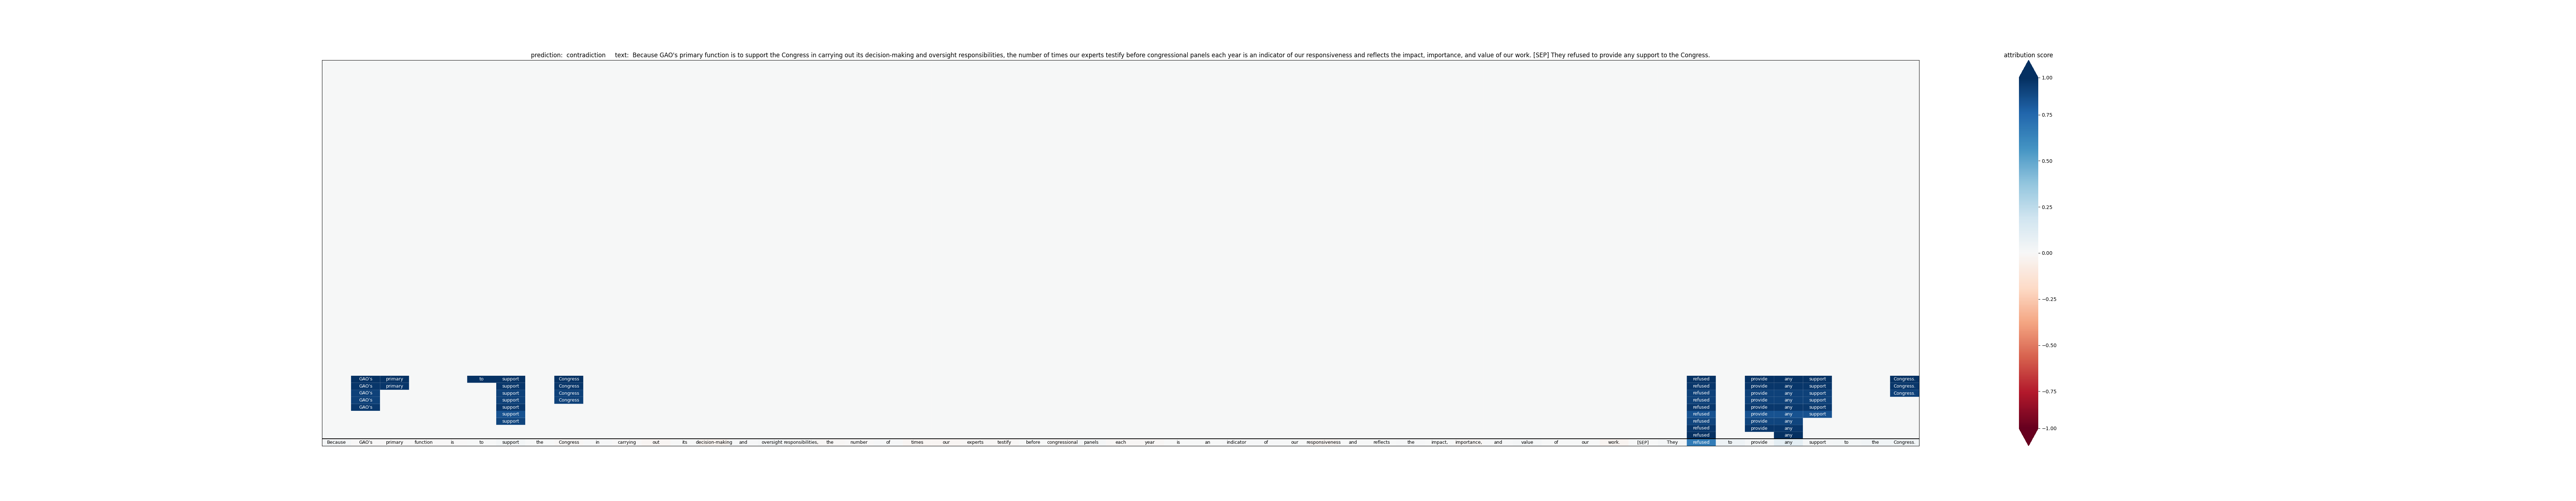 prediction:  contradiction     text:  Because GAO's primary function is to support the Congress in carrying out its decision-making and oversight responsibilities, the number of times our experts testify before congressional panels each year is an indicator of our responsiveness and reflects the impact, importance, and value of our work. [SEP] They refused to provide any support to the Congress.
attribution score
1.00
0.75
0.50
0.25
0.00
−0.25
−0.50
−0.75
−1.00
GAO's primary to support Congress refused provide any support Congress.
GAO's primary support Congress refused provide any support Congress.
GAO's support Congress refused provide any support Congress.
GAO's support Congress refused provide any support
GAO's support refused provide any support
support refused provide any support
support refused provide any
refused provide any
refused any
Because GAO's primary function is to support the Congress in carrying out its decision-making and oversight responsibilities, the number of times our experts testify before congressional panels each year is an indicator of our responsiveness and reflects the impact, importance, and value of our work. [SEP] They refused to provide any support to the Congress.